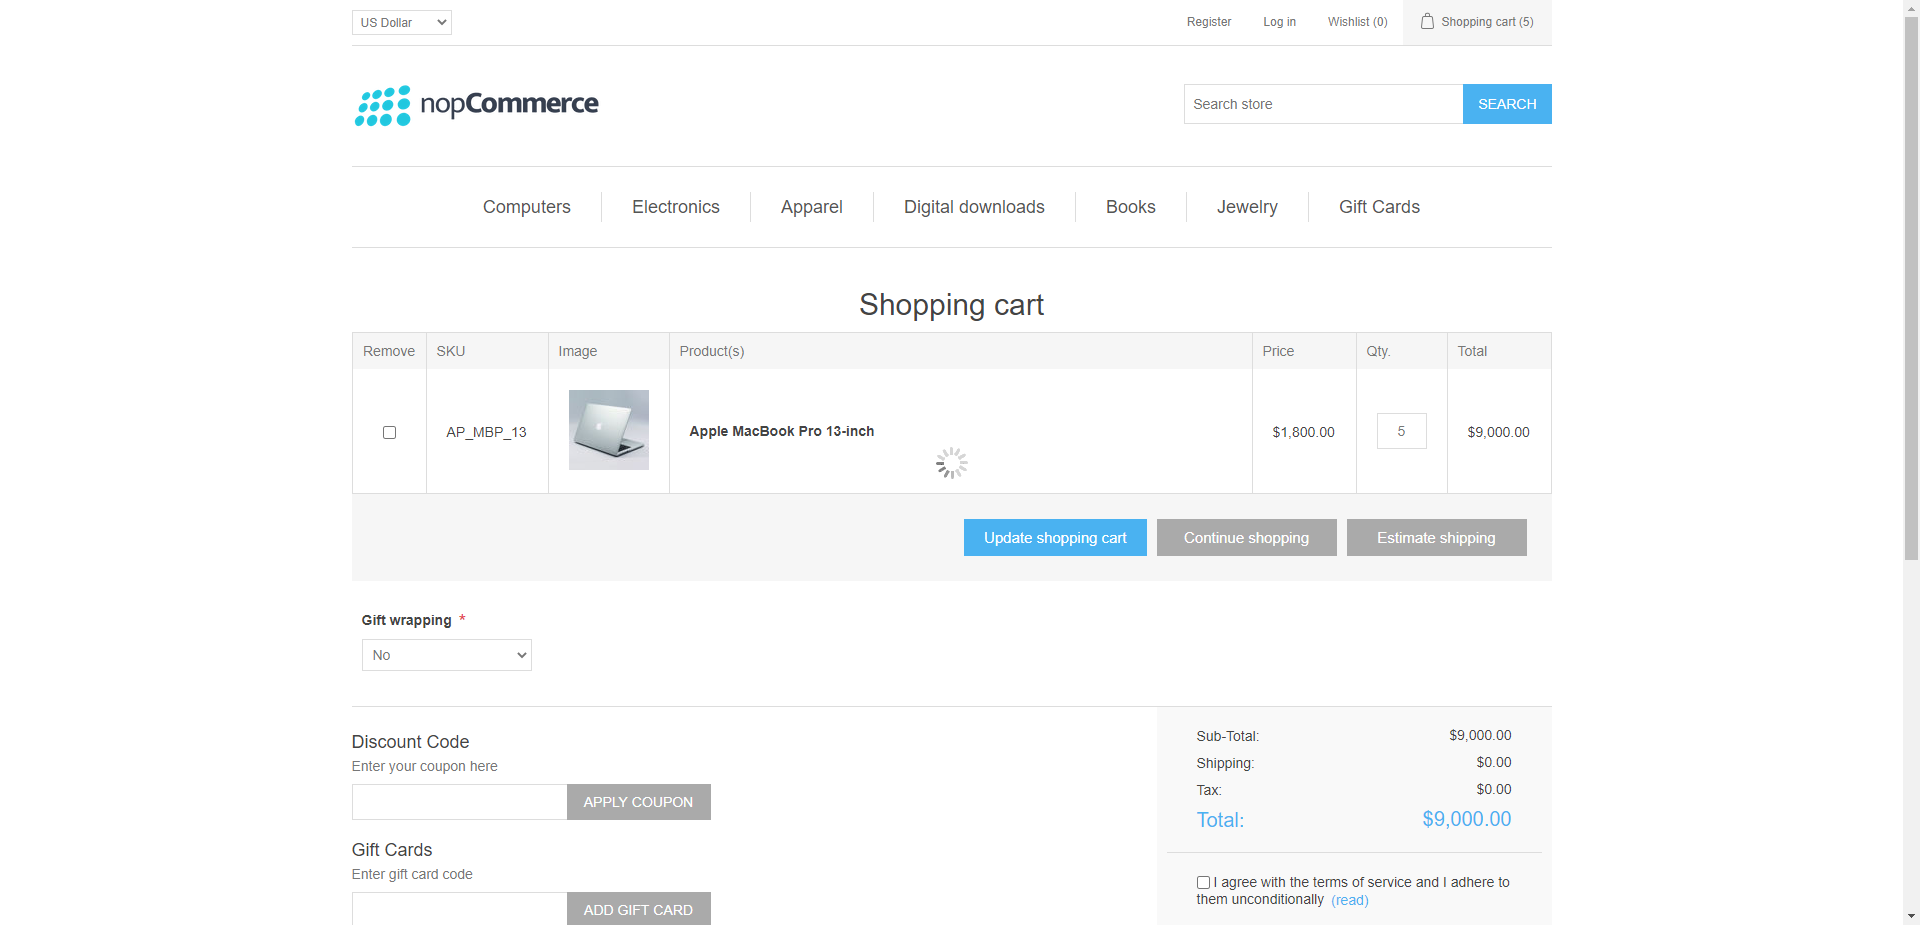 US Dollar
Register
Log in
Wishlist (0)
Shopping cart (5)
nopCommerce
Search store
SEARCH
Computers
Electronics
Apparel
Digital downloads
Books
Jewelry
Gift Cards
Shopping cart
Remove
SKU
Image
Product(s)
Price
Qty.
Total
AP_MBP_13
Apple MacBook Pro 13-inch
$1,800.00
5
$9,000.00
Update shopping cart
Continue shopping
Estimate shipping
Gift wrapping *
No
Discount Code
Enter your coupon here
APPLY COUPON
Gift Cards
Enter gift card code
ADD GIFT CARD
Sub-Total: $9,000.00
Shipping: $0.00
Tax: $0.00
Total: $9,000.00
I agree with the terms of service and I adhere to
them unconditionally (read)